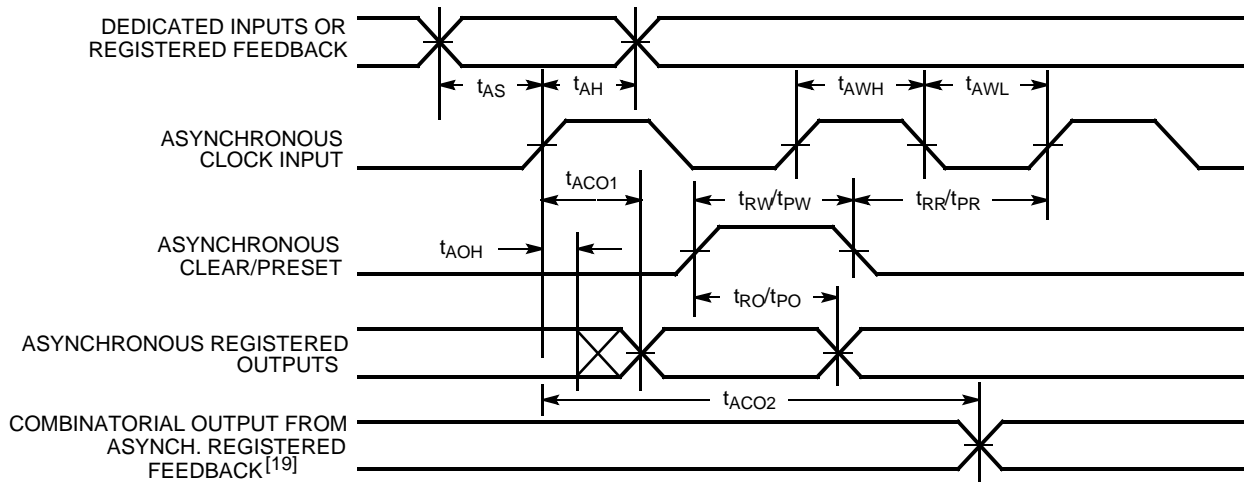 DEDICATED INPUTS OR
REGISTERED FEEDBACK
tAS
tAH
tAWH
tAWL
ASYNCHRONOUS
CLOCK INPUT
tACO1
tRW/tPW
tRR/tPR
ASYNCHRONOUS
CLEAR/PRESET
tAOH
tRO/tPO
ASYNCHRONOUS REGISTERED
OUTPUTS
tACO2
COMBINATORIAL OUTPUT FROM
ASYNCH. REGISTERED
FEEDBACK[19]